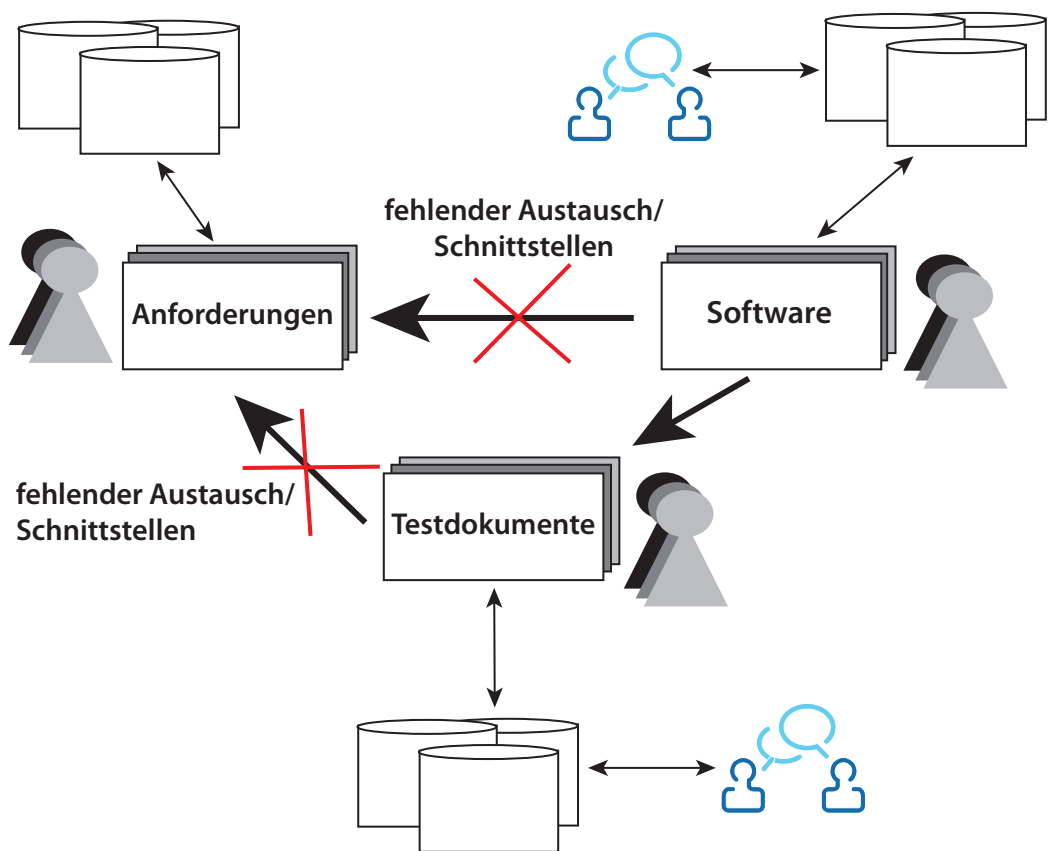 fehlender Austausch/
Schnittstellen
Anforderungen
Software
fehlender Austausch/
Schnittstellen
Testdokumente